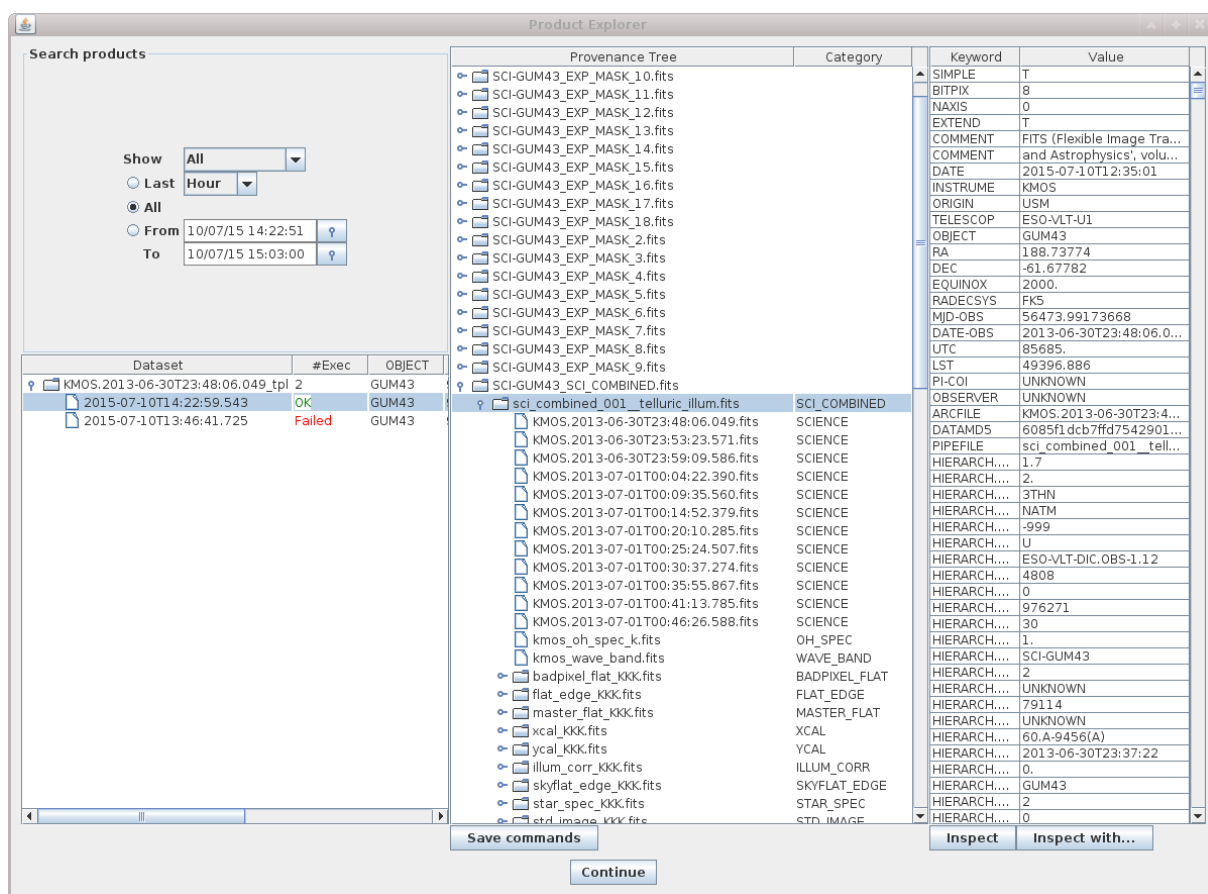 Product Explorer
Search products
Show All
Last Hour
All
From 10/07/15 14:22:51
To 10/07/15 15:03:00
Dataset #Exec OBJECT
KMOS.2013-06-30T23:48:06.049_tpl 2 GUM43
2015-07-10T14:22:59.543 OK GUM43
2015-07-10T13:46:41.725 Failed GUM43
Provenance Tree Category
SCI-GUM43_EXP_MASK_10.fits
SCI-GUM43_EXP_MASK_11.fits
SCI-GUM43_EXP_MASK_12.fits
SCI-GUM43_EXP_MASK_13.fits
SCI-GUM43_EXP_MASK_14.fits
SCI-GUM43_EXP_MASK_15.fits
SCI-GUM43_EXP_MASK_16.fits
SCI-GUM43_EXP_MASK_17.fits
SCI-GUM43_EXP_MASK_18.fits
SCI-GUM43_EXP_MASK_2.fits
SCI-GUM43_EXP_MASK_3.fits
SCI-GUM43_EXP_MASK_4.fits
SCI-GUM43_EXP_MASK_5.fits
SCI-GUM43_EXP_MASK_6.fits
SCI-GUM43_EXP_MASK_7.fits
SCI-GUM43_EXP_MASK_8.fits
SCI-GUM43_EXP_MASK_9.fits
SCI-GUM43_SCI_COMBINED.fits
sci_combined_001__telluric_illum.fits SCI_COMBINED
KMOS.2013-06-30T23:48:06.049.fits SCIENCE
KMOS.2013-06-30T23:53:23.571.fits SCIENCE
KMOS.2013-06-30T23:59:09.586.fits SCIENCE
KMOS.2013-07-01T00:04:22.390.fits SCIENCE
KMOS.2013-07-01T00:09:35.560.fits SCIENCE
KMOS.2013-07-01T00:14:52.379.fits SCIENCE
KMOS.2013-07-01T00:20:10.285.fits SCIENCE
KMOS.2013-07-01T00:25:24.507.fits SCIENCE
KMOS.2013-07-01T00:30:37.274.fits SCIENCE
KMOS.2013-07-01T00:35:55.867.fits SCIENCE
KMOS.2013-07-01T00:41:13.785.fits SCIENCE
KMOS.2013-07-01T00:46:26.588.fits SCIENCE
kmos_oh_spec_k.fits OH_SPEC
kmos_wave_band.fits WAVE_BAND
badpixel_flat_KKK.fits BADPIXEL_FLAT
flat_edge_KKK.fits FLAT_EDGE
master_flat_KKK.fits MASTER_FLAT
xcal_KKK.fits XCAL
ycal_KKK.fits YCAL
illum_corr_KKK.fits ILLUM_CORR
skyflat_edge_KKK.fits SKYFLAT_EDGE
star_spec_KKK.fits STAR_SPEC
std_image_KKK.fits STD_IMAGE
Keyword Value
SIMPLE T
BITPIX 8
NAXIS 0
EXTEND T
COMMENT FITS (Flexible Image Tra...
COMMENT and Astrophysics', volu...
DATE 2015-07-10T12:35:01
INSTRUME KMOS
ORIGIN USM
TELESCOP ESO-VLT-U1
OBJECT GUM43
RA 188.73774
DEC -61.67782
EQUINOX 2000.
RADECSYS FK5
MJD-OBS 56473.99173668
DATE-OBS 2013-06-30T23:48:06.0...
UTC 85685.
LST 49396.886
PI-COI UNKNOWN
OBSERVER UNKNOWN
ARCFILE KMOS.2013-06-30T23:4...
DATAMD5 6085f1dcb7ffd7542901...
PIPEFILE sci_combined_001__tell...
HIERARCH.... 1.7
HIERARCH.... 2.
HIERARCH.... 3THN
HIERARCH.... NATM
HIERARCH.... -999
HIERARCH.... U
HIERARCH.... ESO-VLT-DIC.OBS-1.12
HIERARCH.... 4808
HIERARCH.... 0
HIERARCH.... 976271
HIERARCH.... 30
HIERARCH.... 1.
HIERARCH.... SCI-GUM43
HIERARCH.... 2
HIERARCH.... UNKNOWN
HIERARCH.... 79114
HIERARCH.... UNKNOWN
HIERARCH.... 60.A-9456(A)
HIERARCH.... 2013-06-30T23:37:22
HIERARCH.... 0.
HIERARCH.... GUM43
HIERARCH.... 2
HIERARCH.... 0
Save commands
Inspect
Inspect with...
Continue